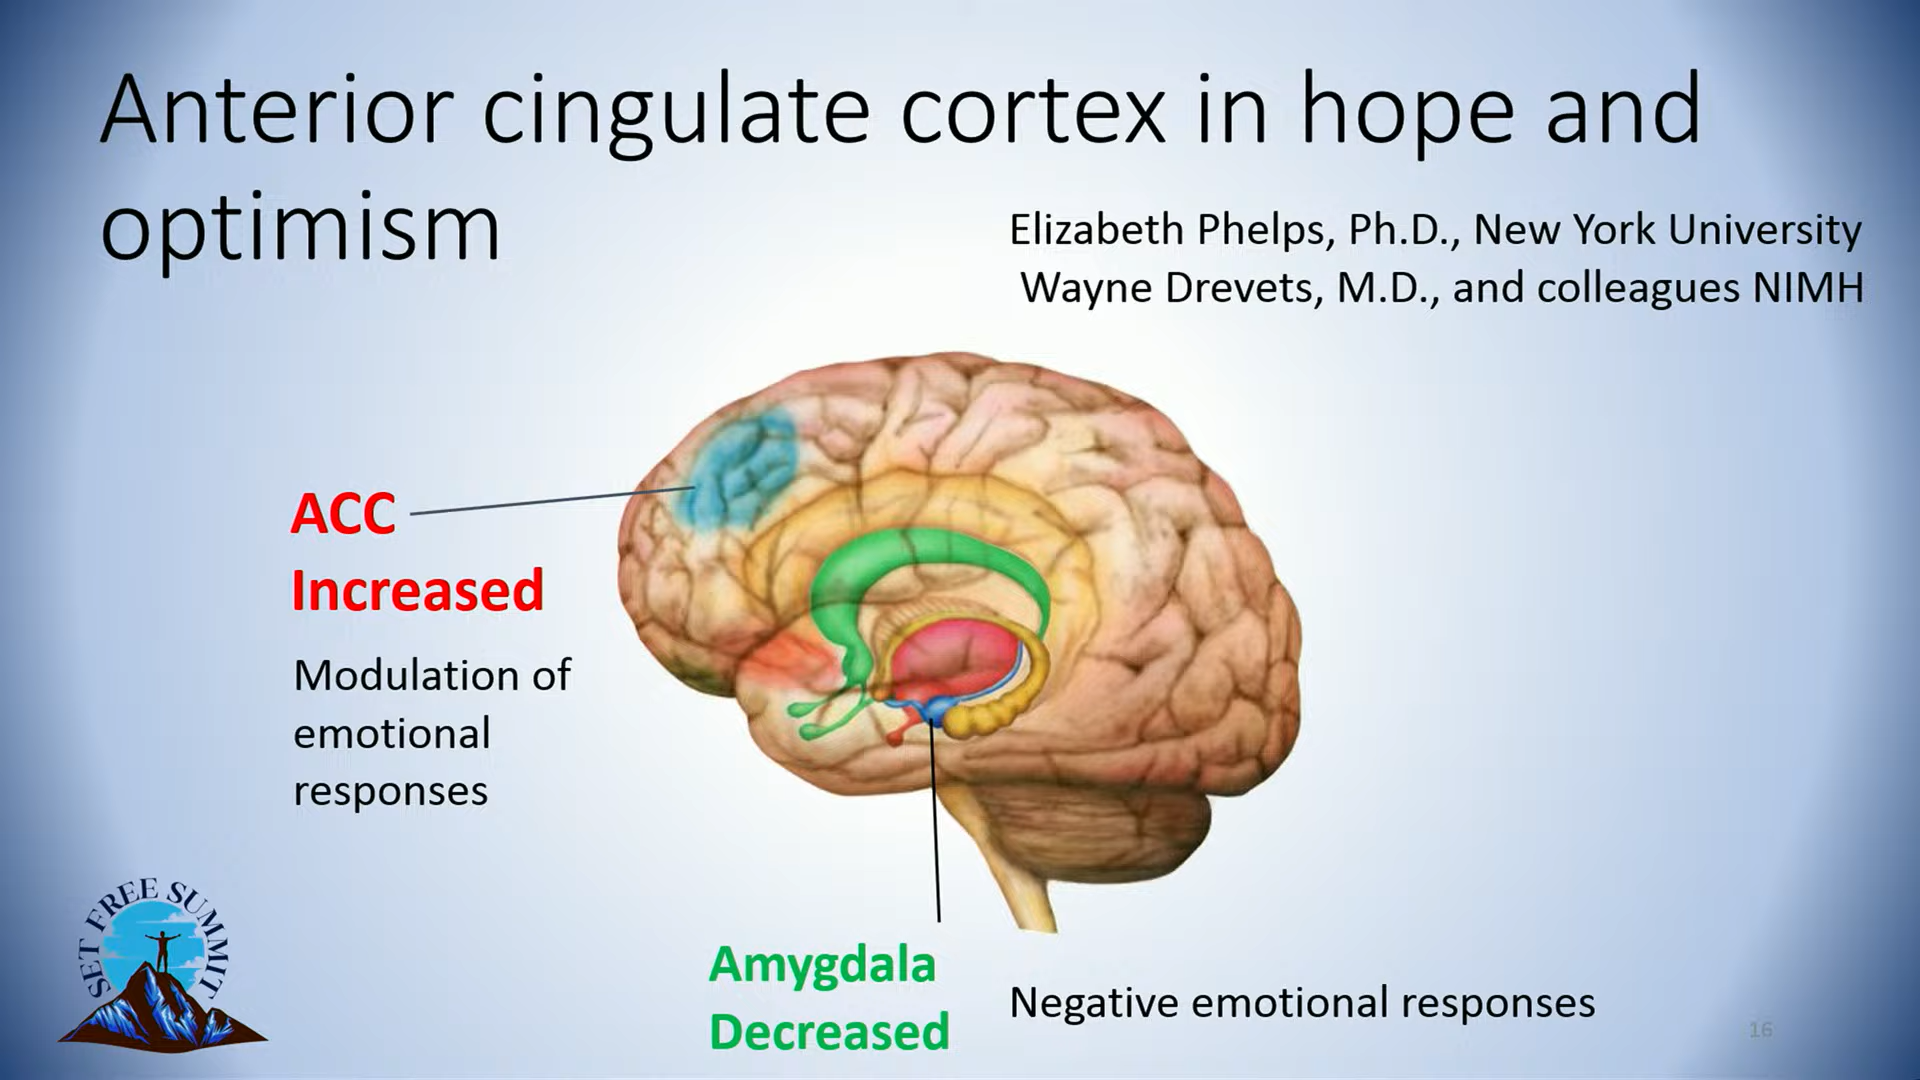 Anterior cingulate cortex in hope and
optimism
Elizabeth Phelps, Ph.D., New York University
Wayne Drevets, M.D., and colleagues NIMH
ACC
Increased
Modulation of
emotional
responses
SET FREE SUMMIT
Amygdala
Decreased
Negative emotional responses
16